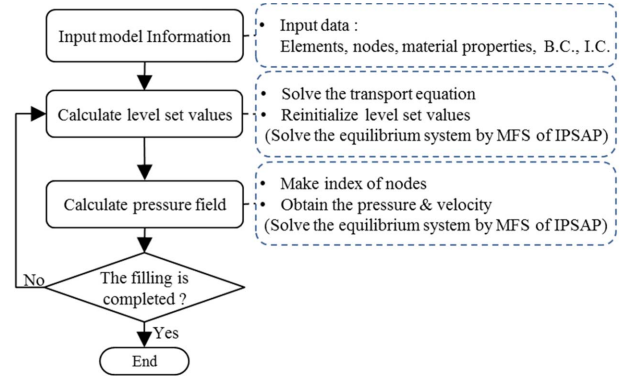 Input model Information
• Input data :
Elements, nodes, material properties, B.C., I.C.
Calculate level set values
• Solve the transport equation
• Reinitialize level set values
(Solve the equilibrium system by MFS of IPSAP)
Calculate pressure field
• Make index of nodes
• Obtain the pressure & velocity
(Solve the equilibrium system by MFS of IPSAP)
No
The filling is
completed ?
Yes
End